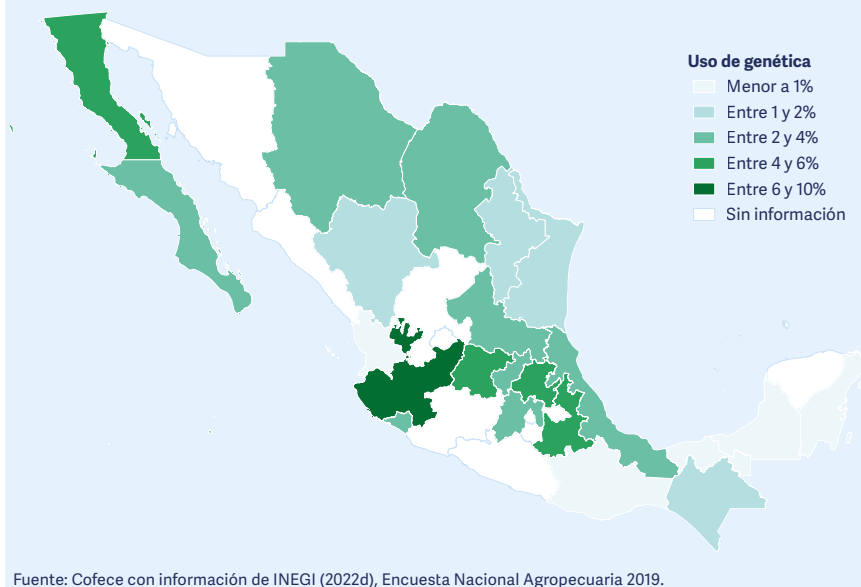 Uso de genética
Menor a 1%
Entre 1 y 2%
Entre 2 y 4%
Entre 4 y 6%
Entre 6 y 10%
Sin información
Fuente: Cofece con información de INEGI (2022d), Encuesta Nacional Agropecuaria 2019.